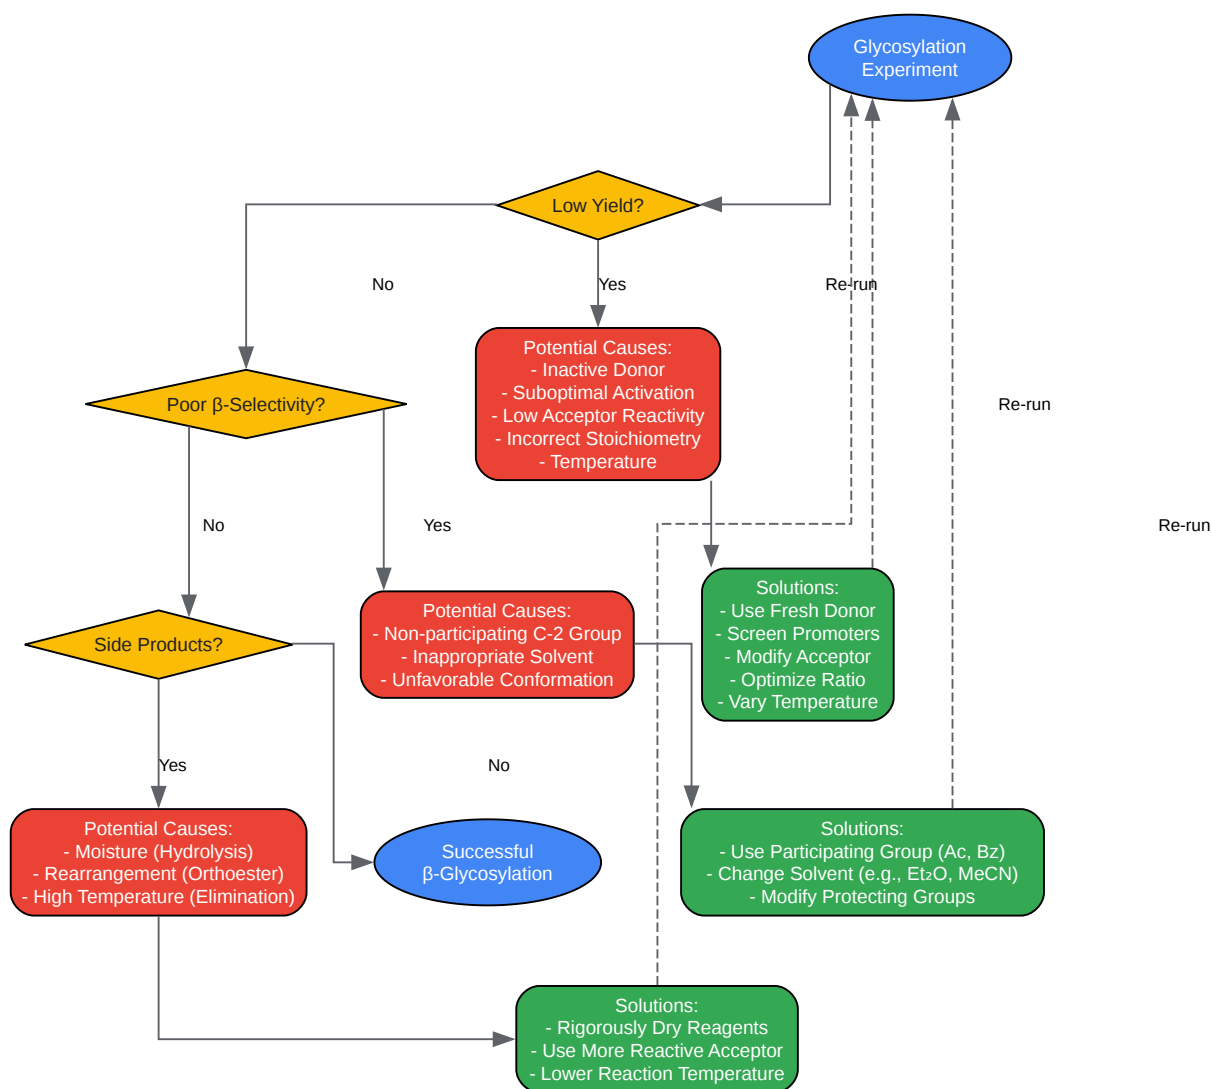 Glycosylation
Experiment
Low Yield?
No
Yes
Re-run
Potential Causes:
- Inactive Donor
- Suboptimal Activation
- Low Acceptor Reactivity
- Incorrect Stoichiometry
- Temperature
Poor β-Selectivity?
Re-run
No
Yes
Re-run
Solutions:
- Use Fresh Donor
- Screen Promoters
- Modify Acceptor
- Optimize Ratio
- Vary Temperature
Potential Causes:
- Non-participating C-2 Group
- Inappropriate Solvent
- Unfavorable Conformation
Side Products?
Yes
No
Potential Causes:
- Moisture (Hydrolysis)
- Rearrangement (Orthoester)
- High Temperature (Elimination)
Successful
β-Glycosylation
Solutions:
- Use Participating Group (Ac, Bz)
- Change Solvent (e.g., Et₂O, MeCN)
- Modify Protecting Groups
Solutions:
- Rigorously Dry Reagents
- Use More Reactive Acceptor
- Lower Reaction Temperature